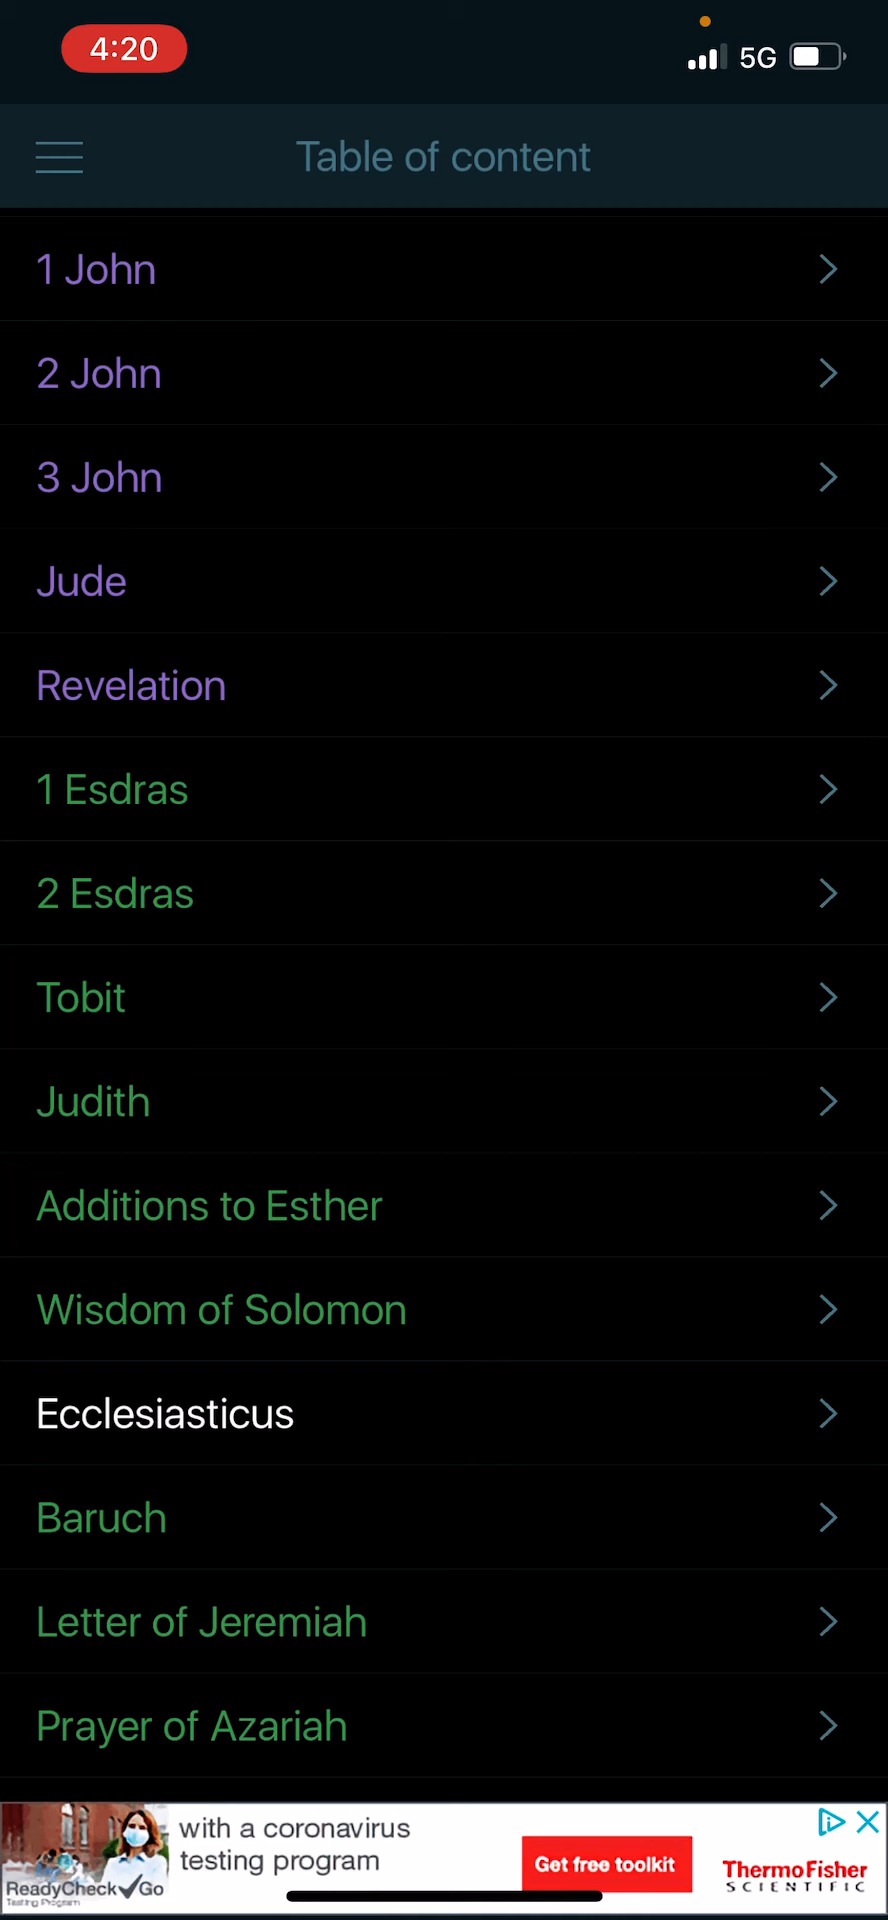 4:20
5G
Table of content
1 John
2 John
3 John
Jude
Revelation
1 Esdras
2 Esdras
Tobit
Judith
Additions to Esther
Wisdom of Solomon
Ecclesiasticus
Baruch
Letter of Jeremiah
Prayer of Azariah
with a coronavirus
testing program
Get free toolkit
ThermoFisher
SCIENTIFIC
ReadyCheck Go
Testing Program